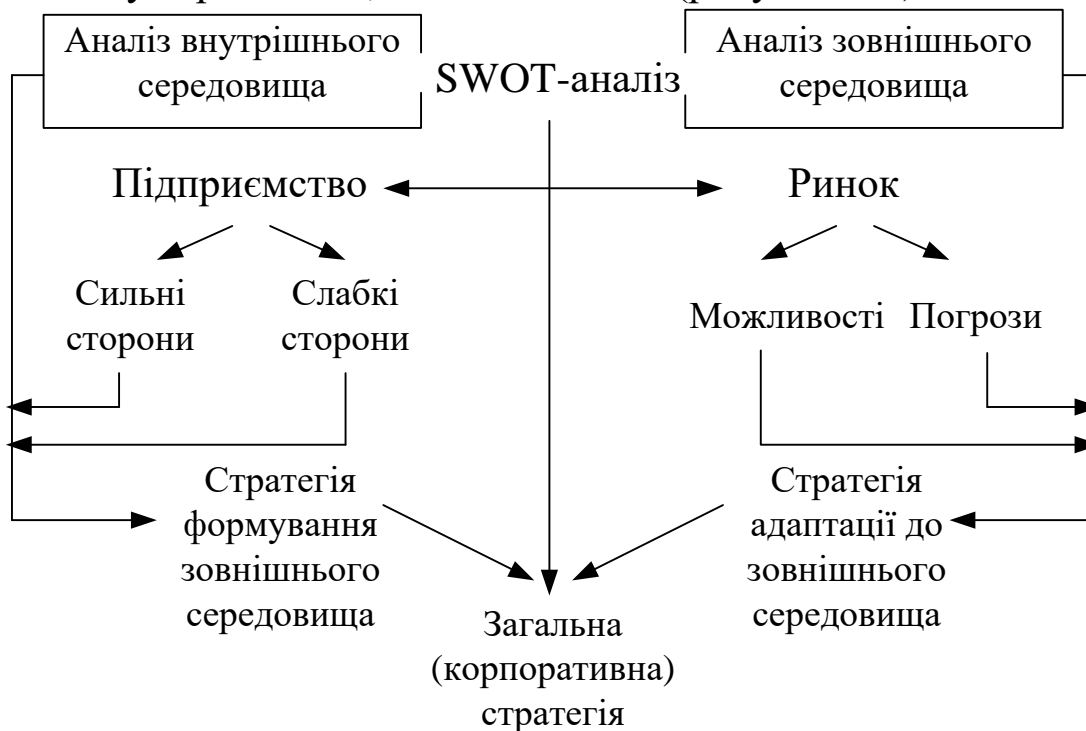 Аналіз внутрішнього
середовища
SWOT-аналіз
Аналіз зовнішнього
середовища
Підприємство
Ринок
Сильні
сторони
Слабкі
сторони
Можливості
Погрози
Стратегія
формування
зовнішнього
середовища
Стратегія
адаптації до
зовнішнього
середовища
Загальна
(корпоративна)
стратегія